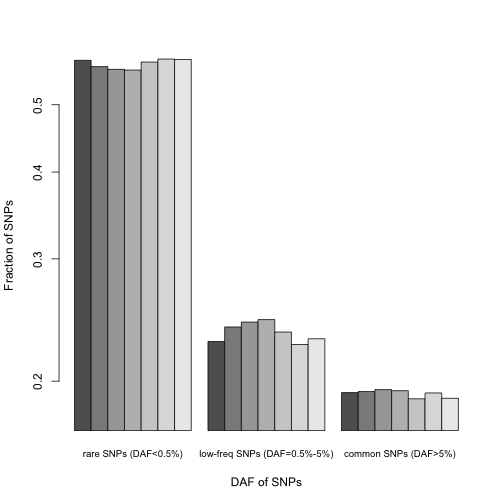 0.5
0.4
0.3
0.2
Fraction of SNPs
rare SNPs (DAF<0.5%)
low-freq SNPs (DAF=0.5%-5%)
common SNPs (DAF>5%)
DAF of SNPs